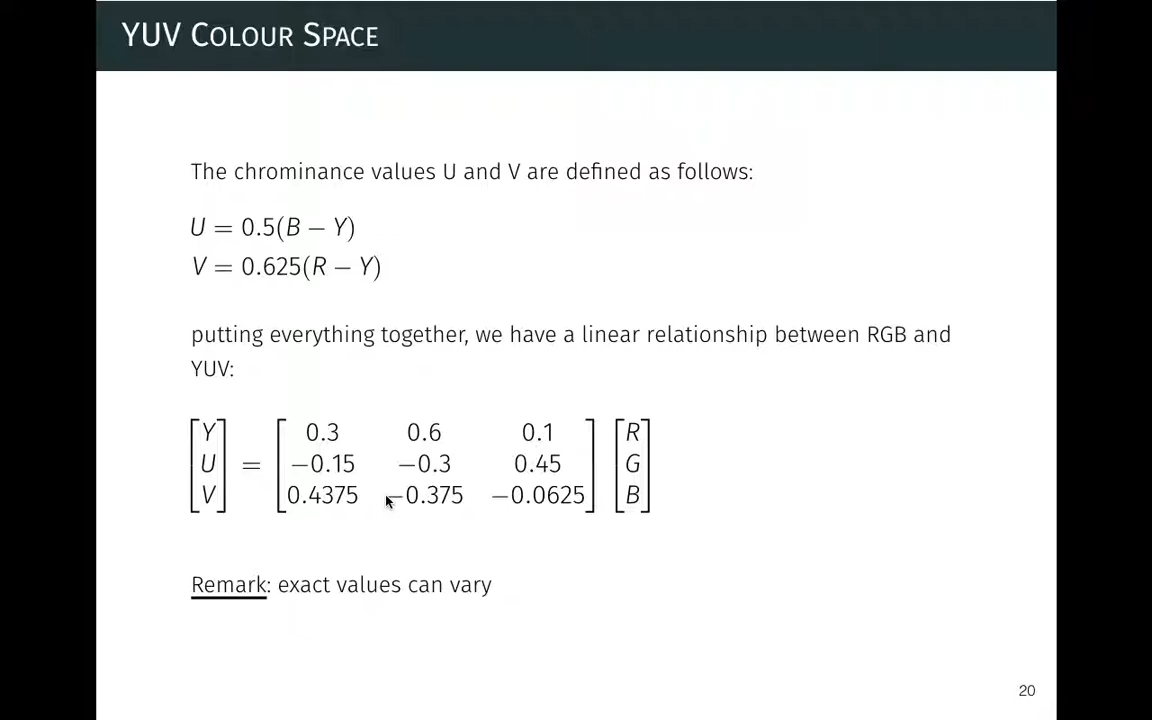 YUV COLOUR SPACE
The chrominance values U and V are defined as follows:
U = 0.5(B − Y)
V = 0.625(R − Y)
putting everything together, we have a linear relationship between RGB and
YUV:
[Y] = [0.3 0.6 0.1] [R]
[U] = [−0.15 −0.3 0.45] [G]
[V] = [0.4375 −0.375 −0.0625] [B]
Remark: exact values can vary
20